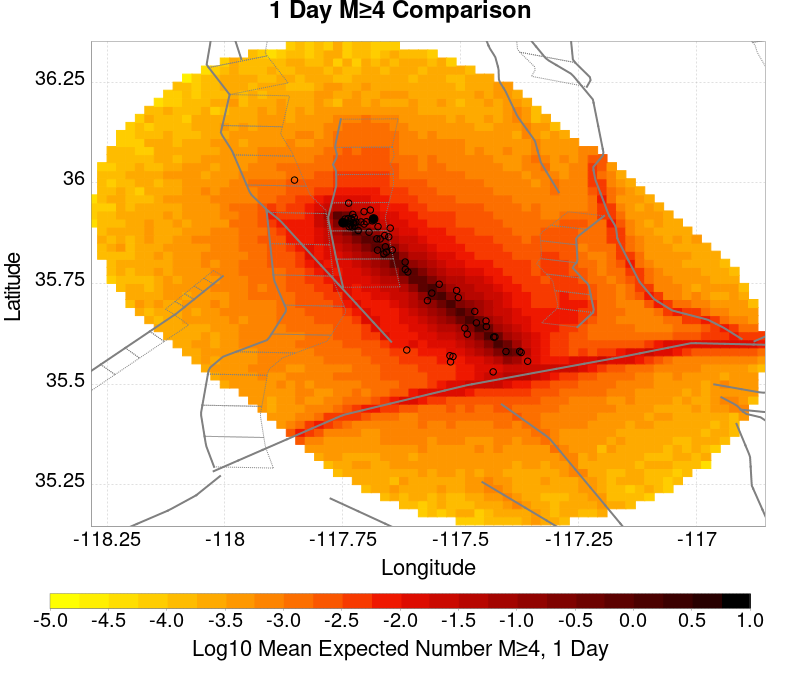 1 Day M≥4 Comparison
36.25
36
35.75
35.5
35.25
Latitude
-118.25 -118 -117.75 -117.5 -117.25 -117
Longitude
-5.0 -4.5 -4.0 -3.5 -3.0 -2.5 -2.0 -1.5 -1.0 -0.5 0.0 0.5 1.0
Log10 Mean Expected Number M≥4, 1 Day